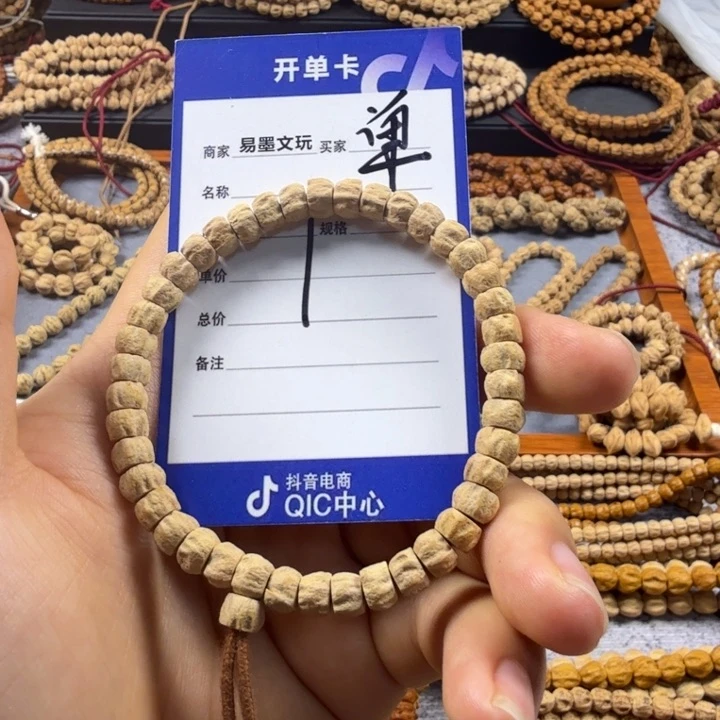 开单卡
商家 易墨文玩 买家 单
名称
规格
单价
总价
备注
抖音电商
QIC中心